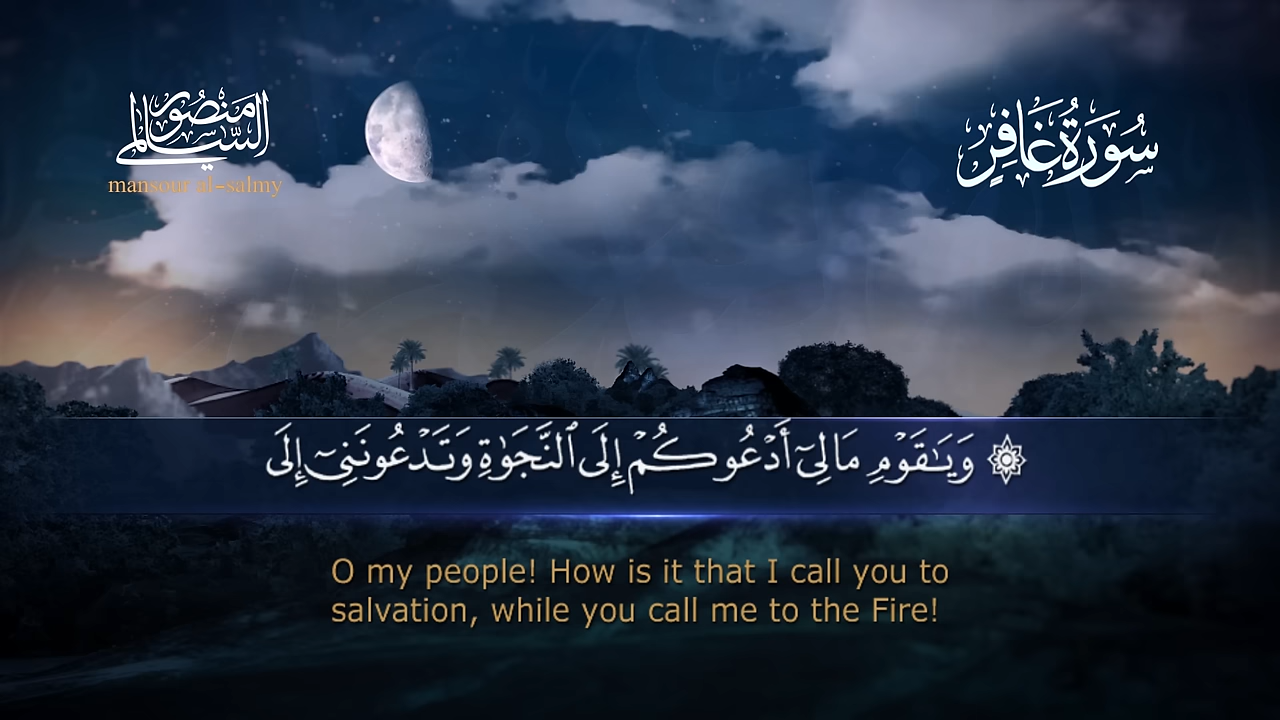 منصور السالمي
mansour al-salmy
سُورَةُ غَافِرٍ
۞ وَيَـٰقَوْمِ مَا لِىٓ أَدْعُوكُمْ إِلَى ٱلنَّجَوٰةِ وَتَدْعُونَنِىٓ إِلَى
O my people! How is it that I call you to
salvation, while you call me to the Fire!